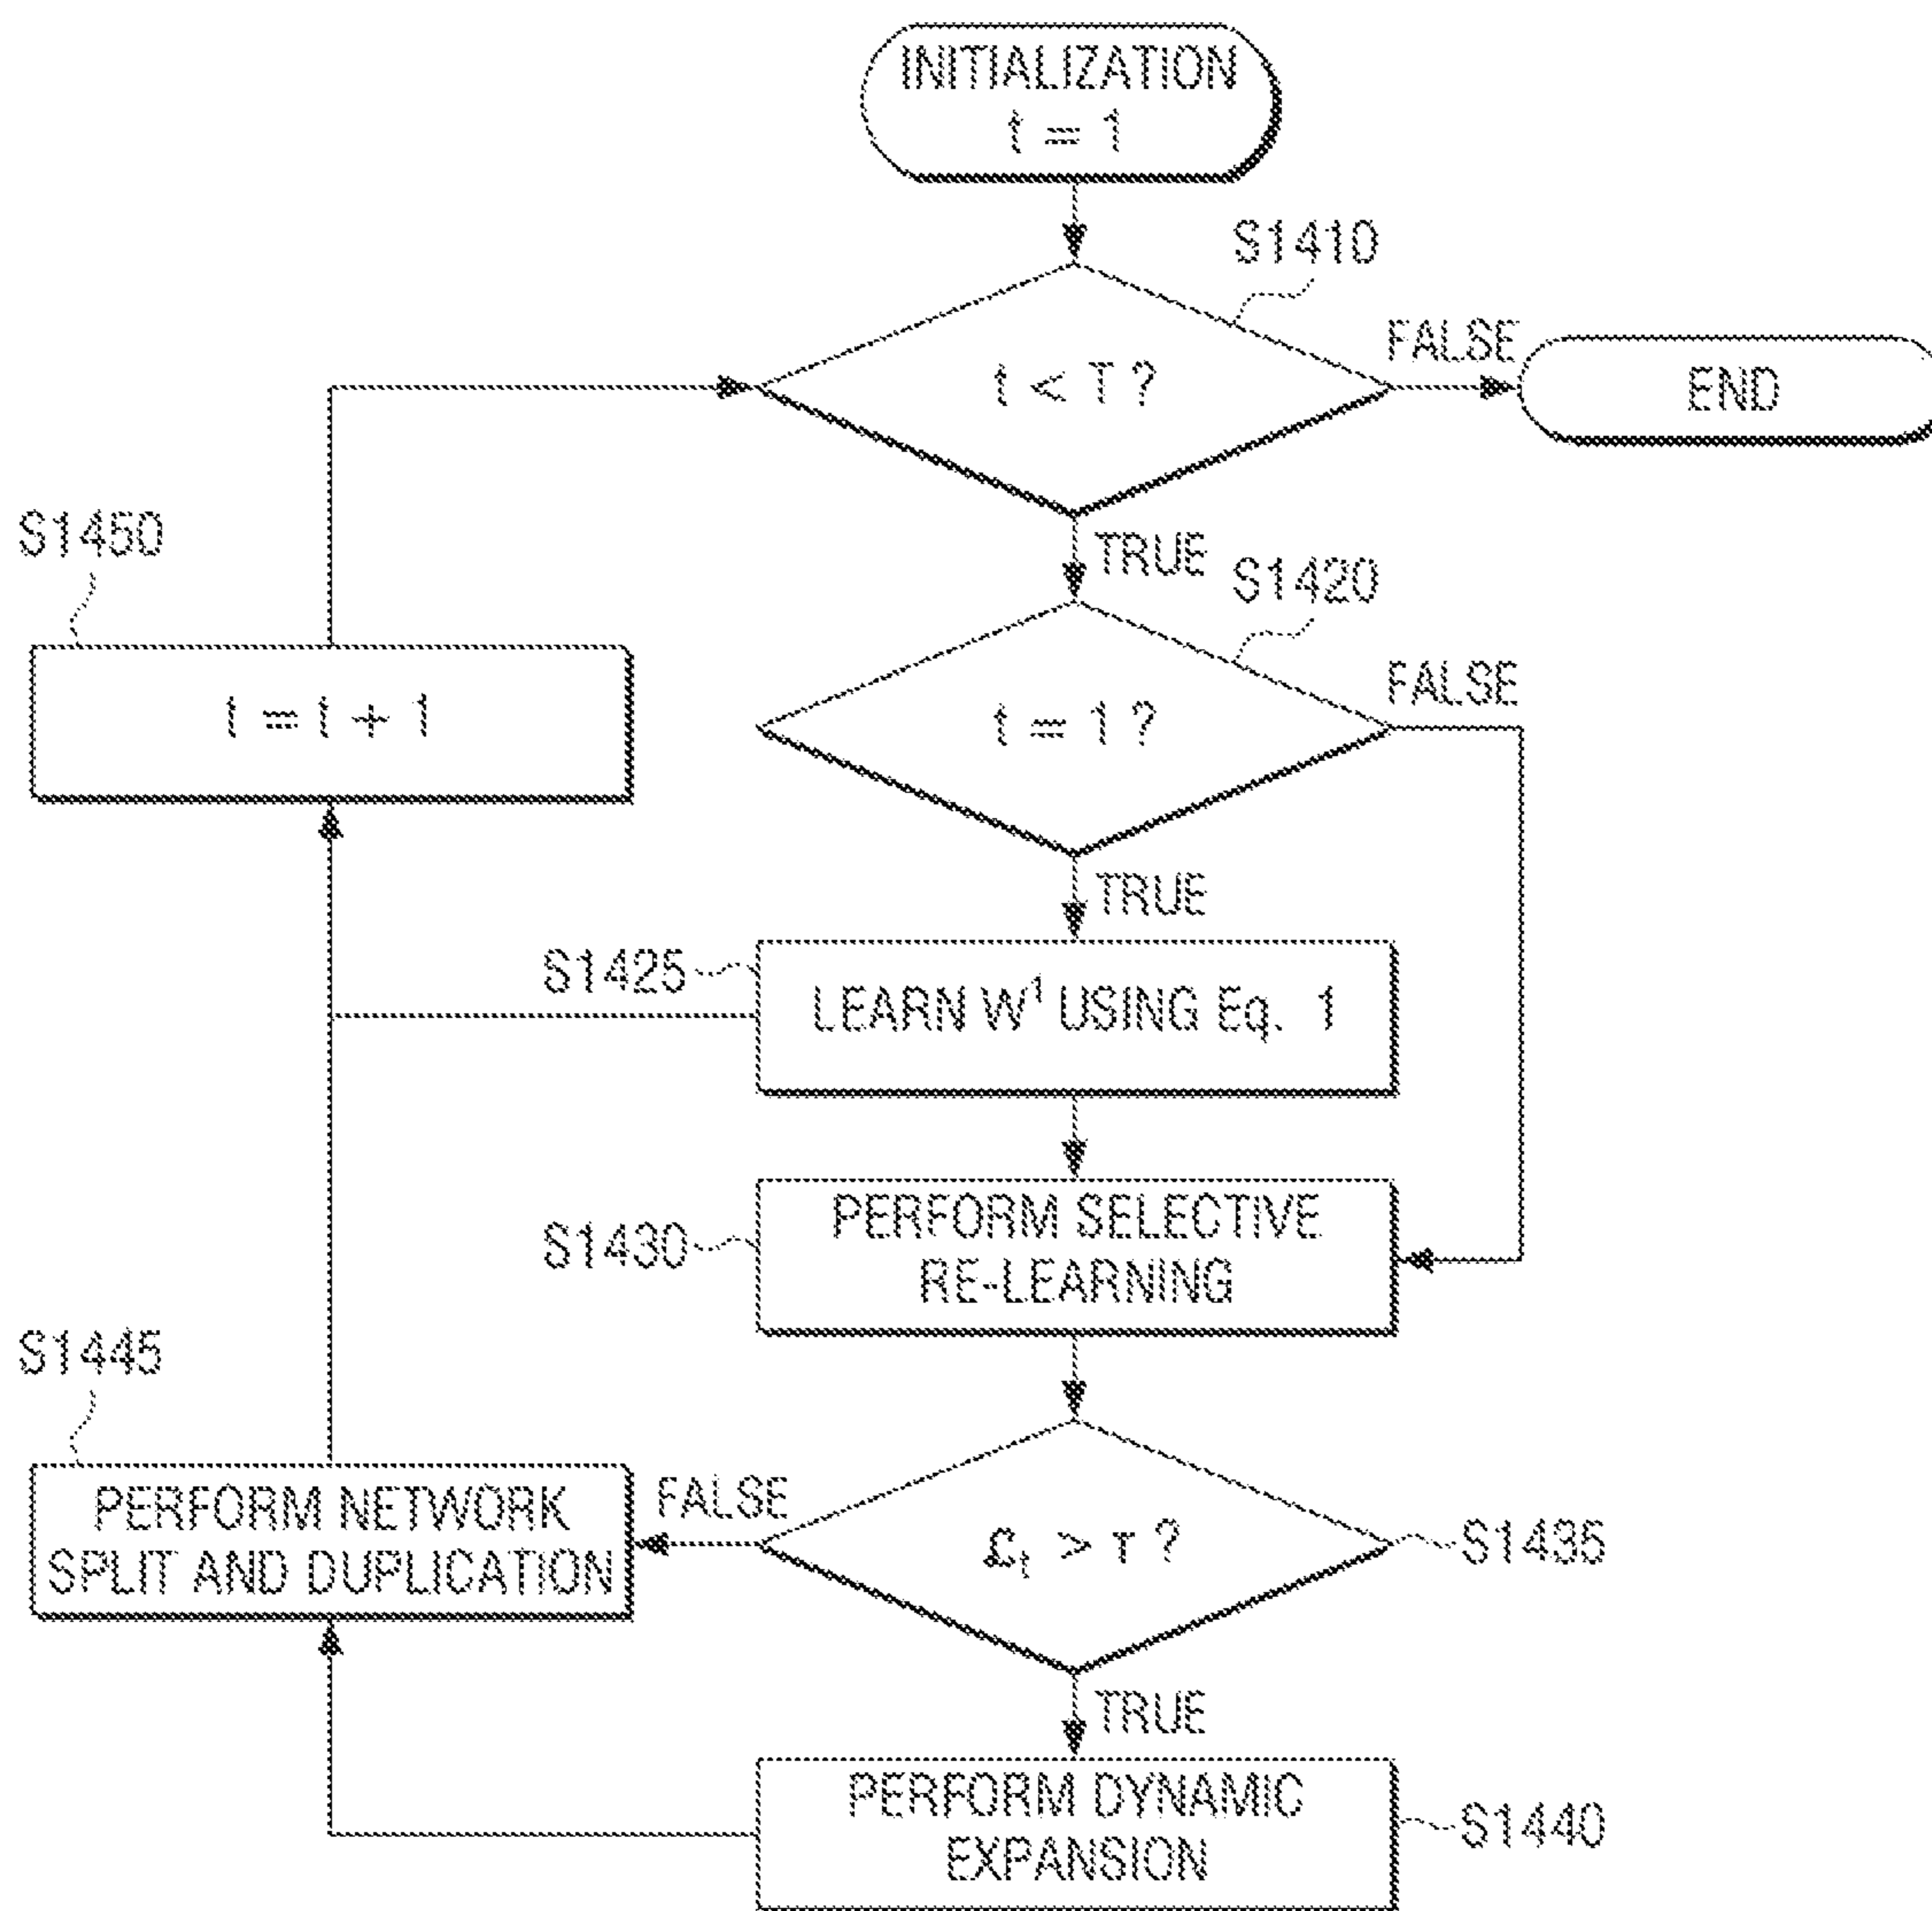 INITIALIZATION
t = 1
S1410
t < T ?
FALSE
END
TRUE
S1420
t = 1 ?
FALSE
S1450
t = t + 1
TRUE
S1425
LEARN W¹ USING Eq. 1
S1430
PERFORM SELECTIVE
RE-LEARNING
S1445
PERFORM NETWORK
SPLIT AND DUPLICATION
FALSE
ℒₜ > τ ?
S1435
TRUE
PERFORM DYNAMIC
EXPANSION
S1440